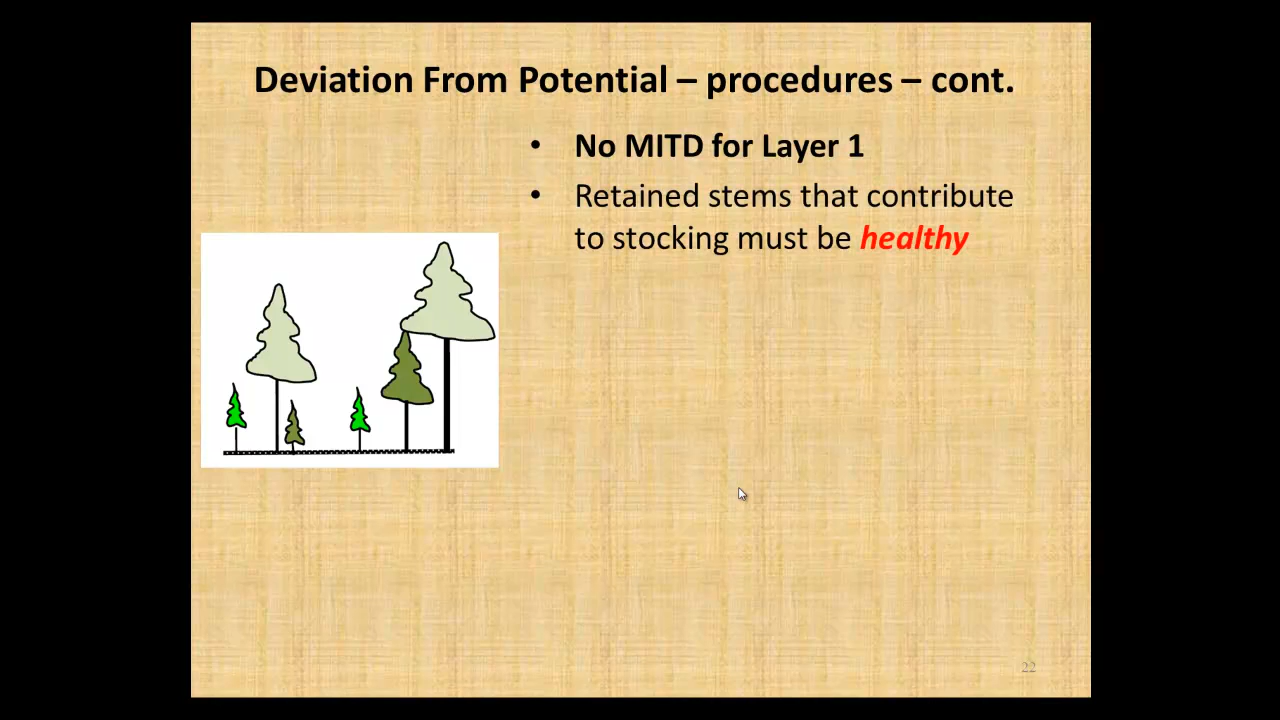 Deviation From Potential – procedures – cont.
• No MITD for Layer 1
• Retained stems that contribute
to stocking must be healthy
22